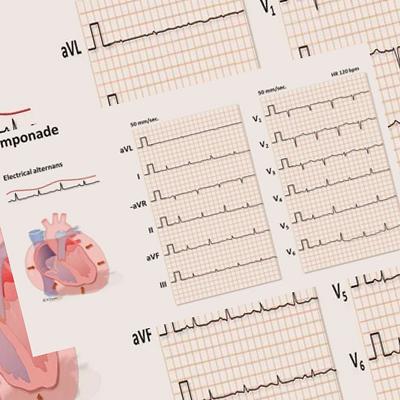 aVL
V1
mponade
Electrical alternans
50 mm/sec.
aVL
I
-aVR
II
aVF
III
50 mm/sec.
HR 120 bpm
V1
V2
V3
V4
V5
V6
aVF
V5
V6